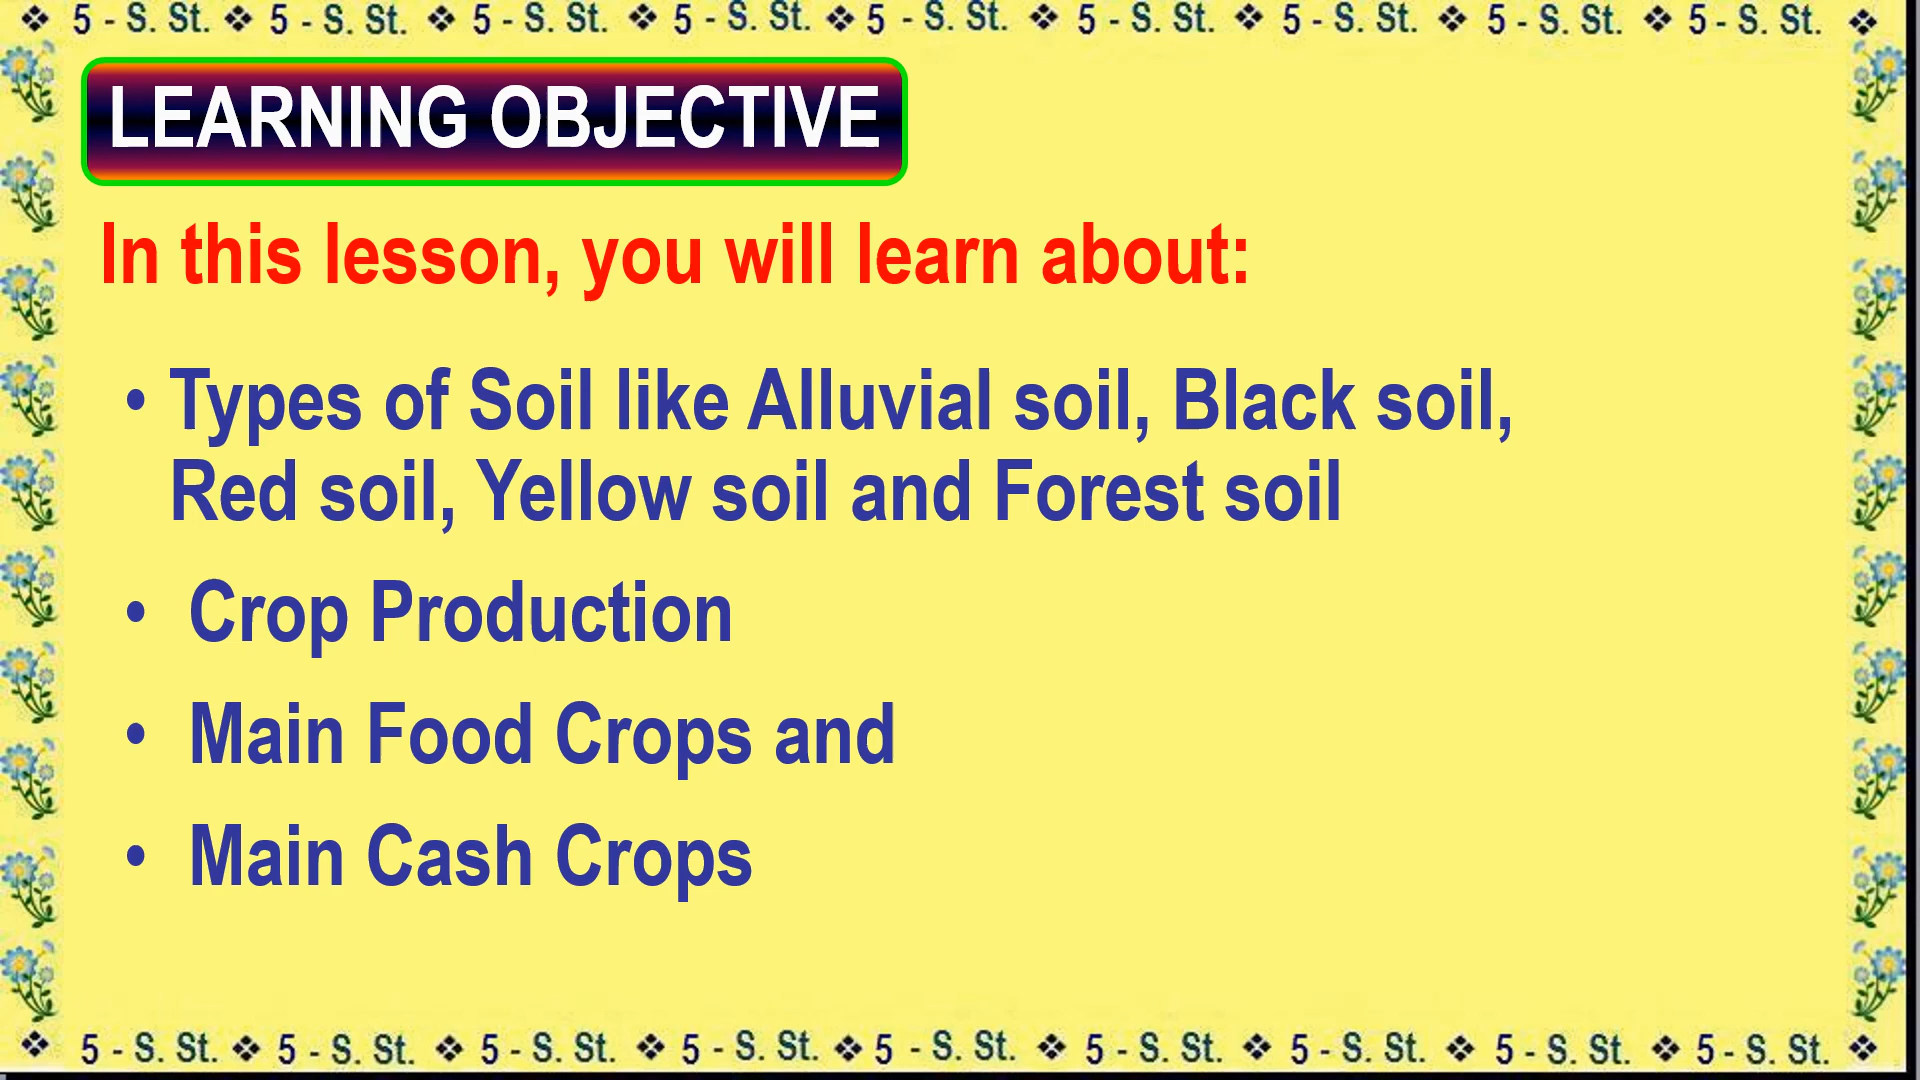 ❖ 5 - S. St. ❖ 5 - S. St. ❖ 5 - S. St. ❖ 5 - S. St. ❖ 5 - S. St. ❖ 5 - S. St. ❖ 5 - S. St. ❖ 5 - S. St. ❖ 5 - S. St. ❖
LEARNING OBJECTIVE
In this lesson, you will learn about:
• Types of Soil like Alluvial soil, Black soil,
Red soil, Yellow soil and Forest soil
• Crop Production
• Main Food Crops and
• Main Cash Crops
❖ 5 - S. St. ❖ 5 - S. St. ❖ 5 - S. St. ❖ 5 - S. St. ❖ 5 - S. St. ❖ 5 - S. St. ❖ 5 - S. St. ❖ 5 - S. St. ❖ 5 - S. St. ❖